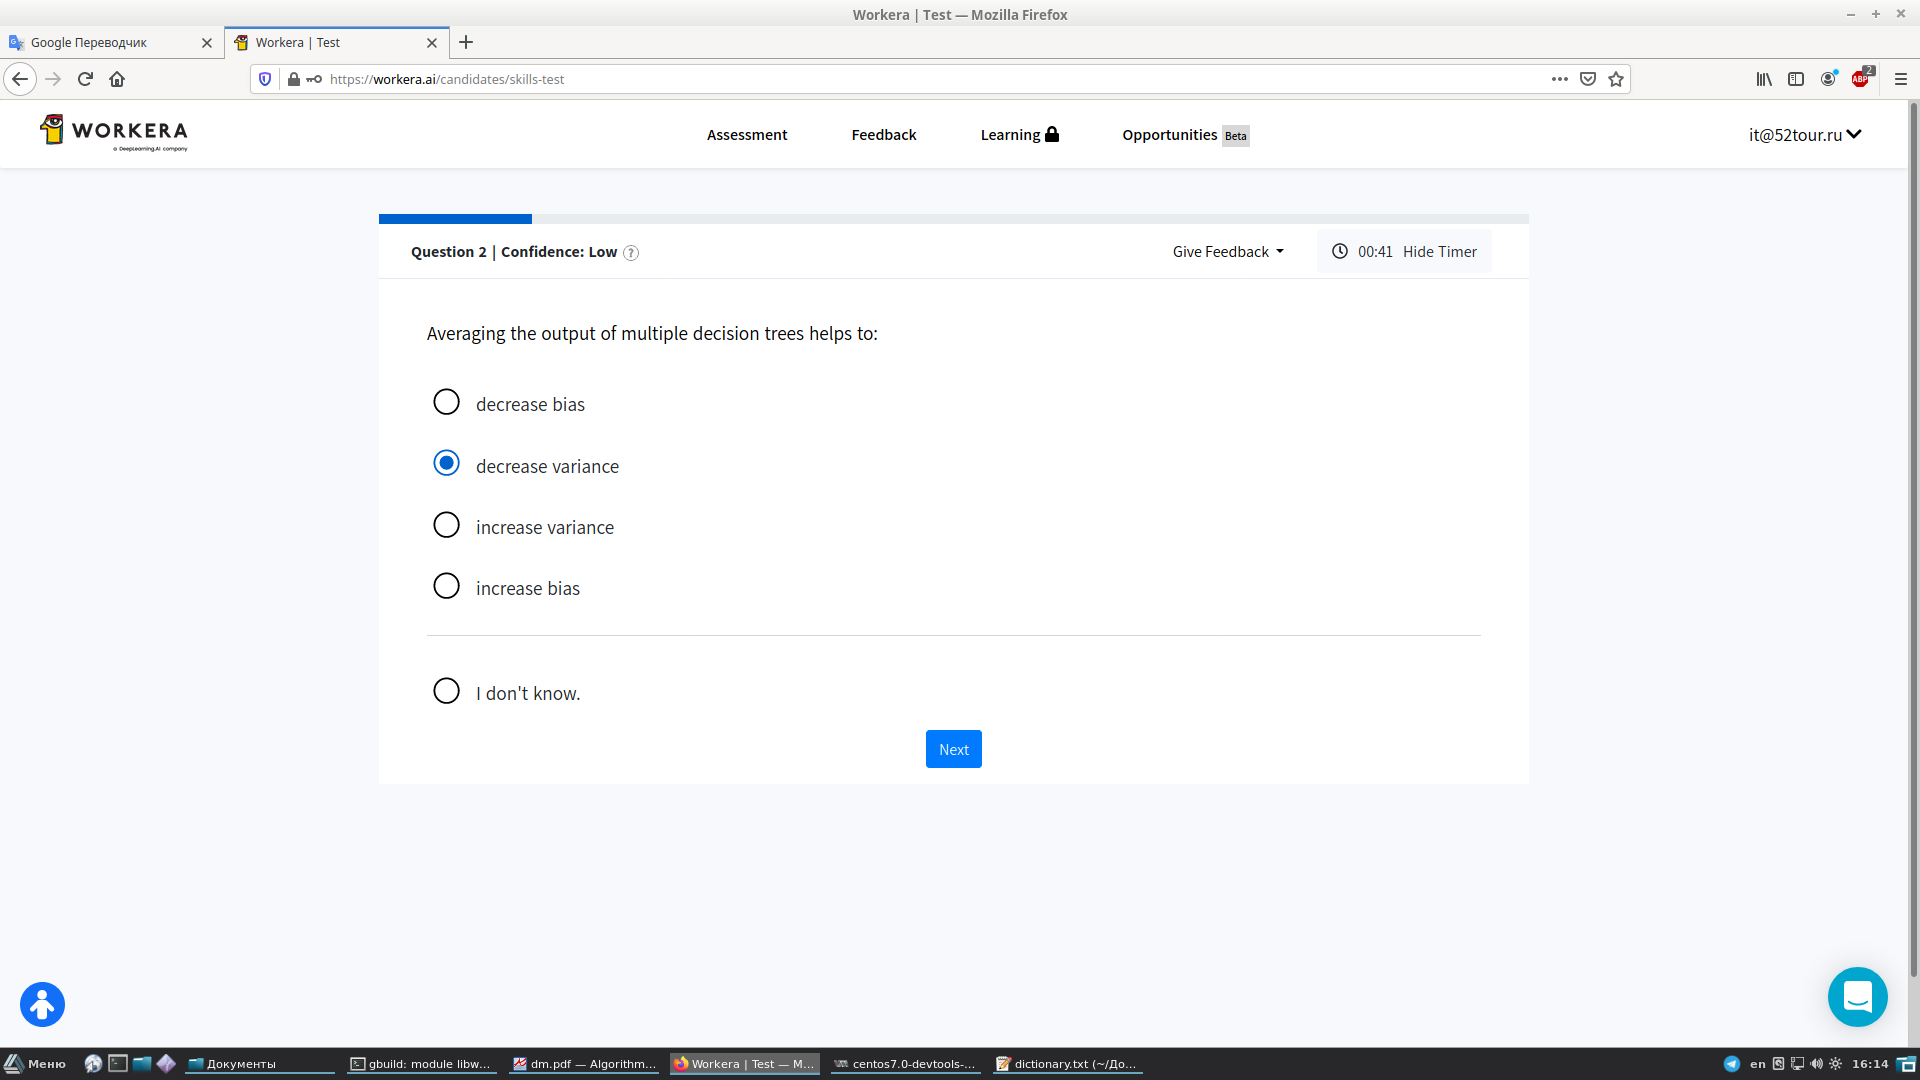 Workera | Test — Mozilla Firefox
Google Переводчик
Workera | Test
https://workera.ai/candidates/skills-test
ABP
2
WORKERA
a DeepLearning.AI company
Assessment
Feedback
Learning
Opportunities Beta
it@52tour.ru
Question 2 | Confidence: Low ?
Give Feedback
00:41 Hide Timer
Averaging the output of multiple decision trees helps to:
decrease bias
decrease variance
increase variance
increase bias
I don't know.
Next
Меню
Документы
gbuild: module libw...
dm.pdf — Algorithm...
Workera | Test — M...
centos7.0-devtools-...
dictionary.txt (~/До...
en
16:14